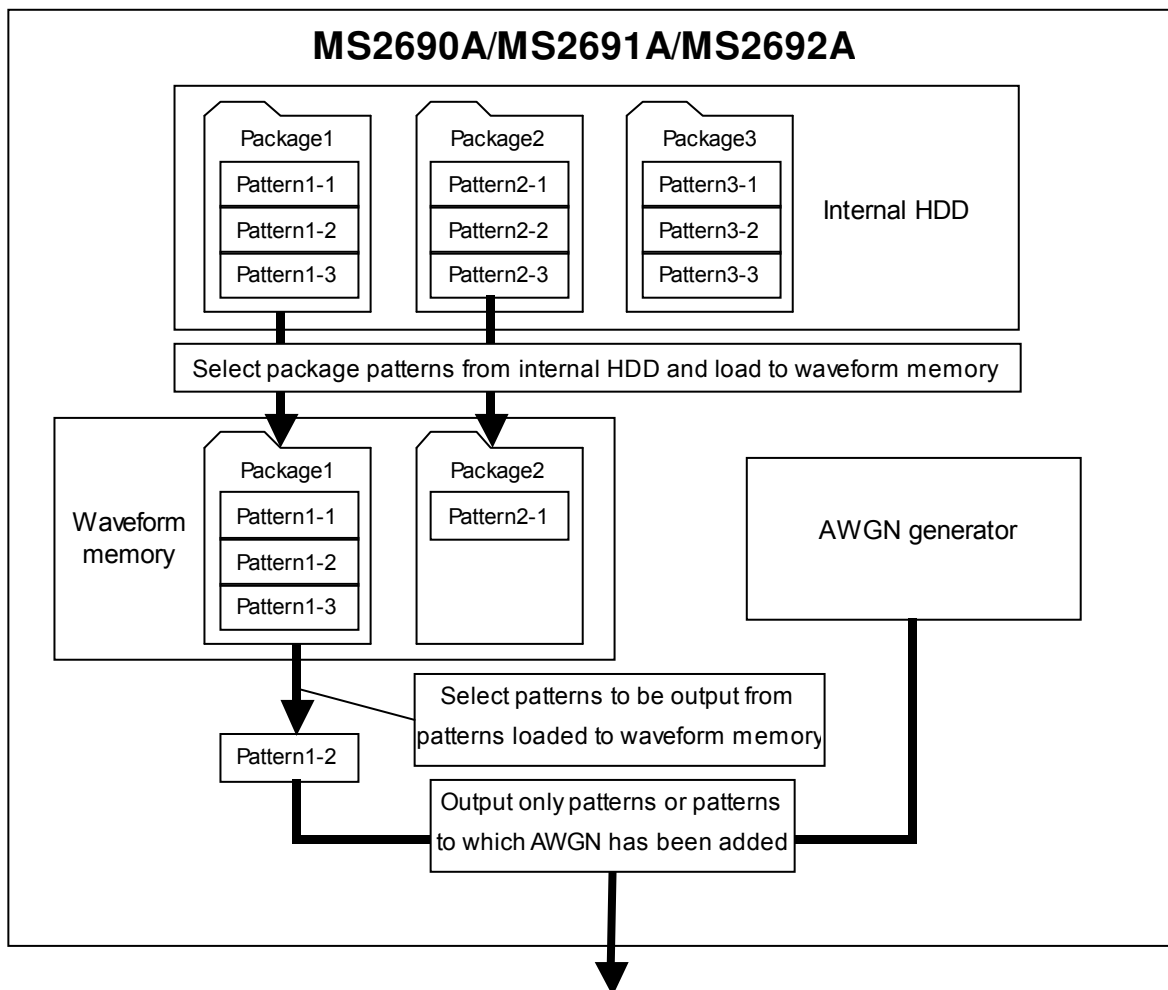 MS2690A/MS2691A/MS2692A
Package1
Pattern1-1
Pattern1-2
Pattern1-3
Package2
Pattern2-1
Pattern2-2
Pattern2-3
Package3
Pattern3-1
Pattern3-2
Pattern3-3
Internal HDD
Select package patterns from internal HDD and load to waveform memory
Waveform
memory
Package1
Pattern1-1
Pattern1-2
Pattern1-3
Package2
Pattern2-1
AWGN generator
Select patterns to be output from
patterns loaded to waveform memory
Pattern1-2
Output only patterns or patterns
to which AWGN has been added